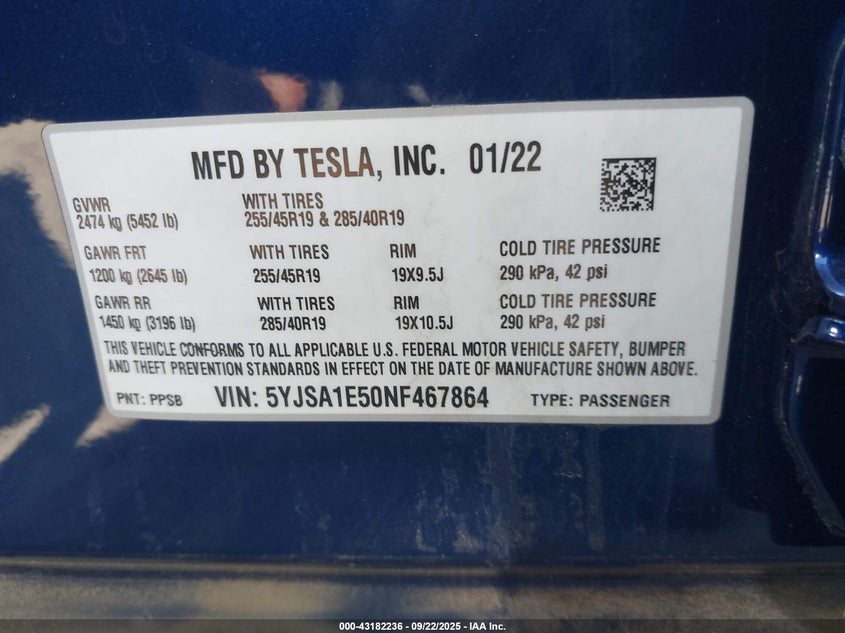 MFD BY TESLA, INC. 01/22
GVWR
2474 kg (5452 lb)
WITH TIRES
255/45R19 & 285/40R19
GAWR FRT
1200 kg (2645 lb)
WITH TIRES
255/45R19
RIM
19X9.5J
COLD TIRE PRESSURE
290 kPa, 42 psi
GAWR RR
1450 kg (3196 lb)
WITH TIRES
285/40R19
RIM
19X10.5J
COLD TIRE PRESSURE
290 kPa, 42 psi
THIS VEHICLE CONFORMS TO ALL APPLICABLE U.S. FEDERAL MOTOR VEHICLE SAFETY, BUMPER
AND THEFT PREVENTION STANDARDS IN EFFECT ON THE DATE OF MANUFACTURE SHOWN ABOVE.
PNT: PPSB VIN: 5YJSA1E50NF467864 TYPE: PASSENGER
000-43182236 - 09/22/2025 - IAA Inc.